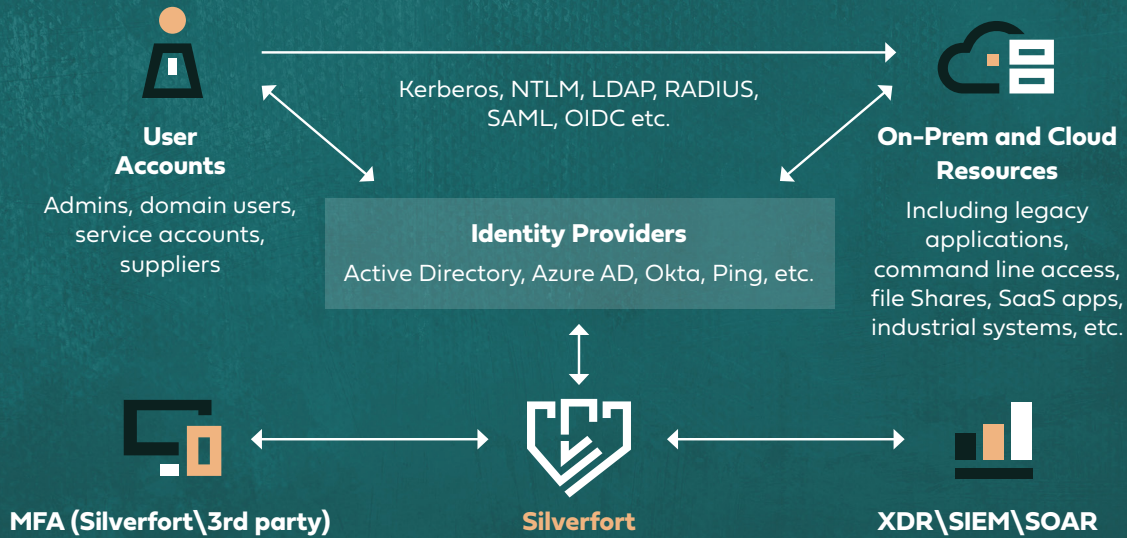 Kerberos, NTLM, LDAP, RADIUS,
SAML, OIDC etc.
User
Accounts
Admins, domain users,
service accounts,
suppliers
On-Prem and Cloud
Resources
Including legacy
applications,
command line access,
file Shares, SaaS apps,
industrial systems, etc.
Identity Providers
Active Directory, Azure AD, Okta, Ping, etc.
MFA (Silverfort\3rd party)
Silverfort
XDR\SIEM\SOAR